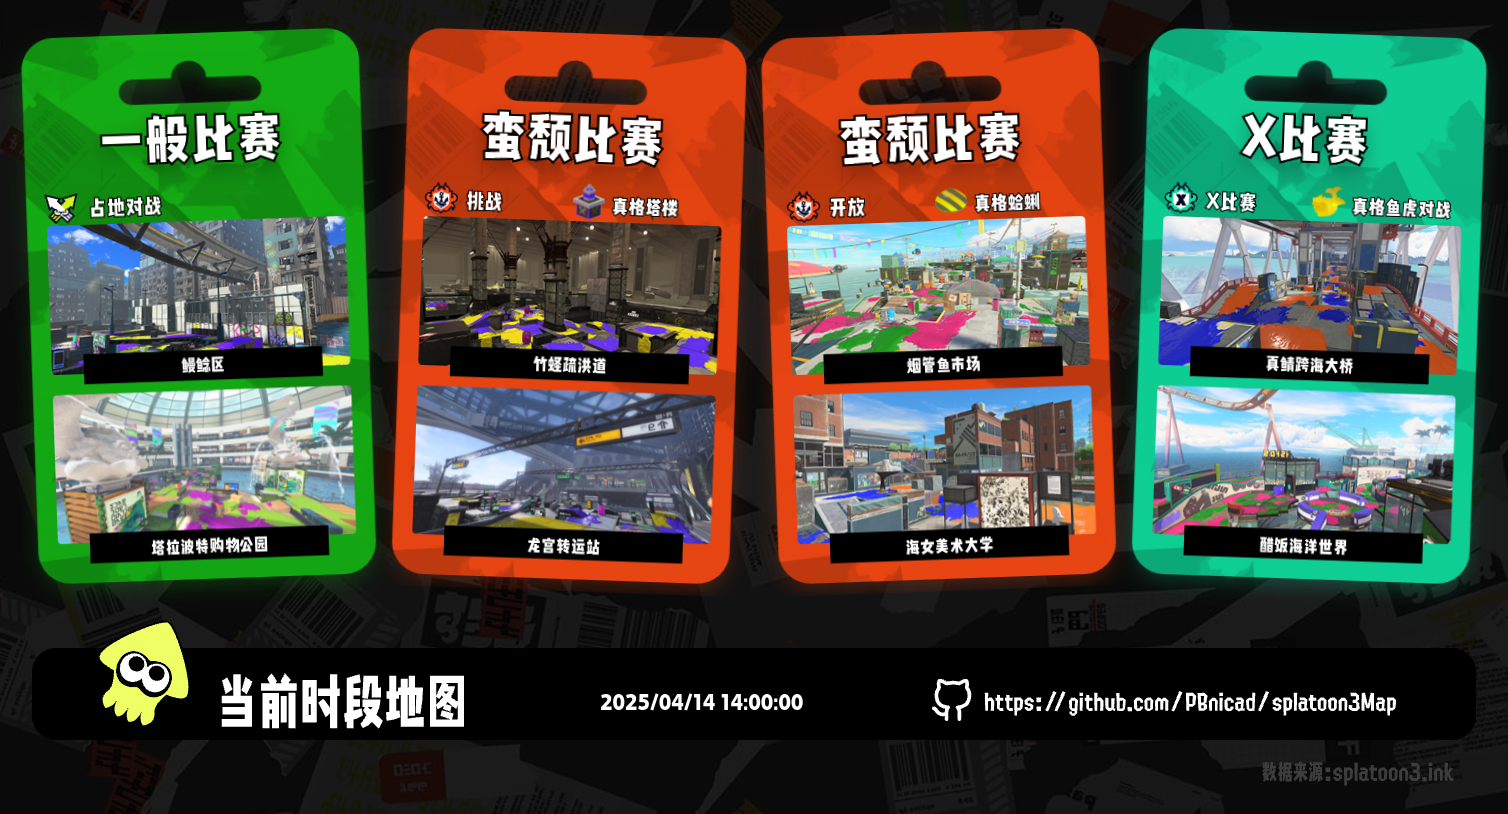 一般比赛
占地对战
鳗鲶区
塔拉波特购物公园
蛮颓比赛
挑战
真格塔楼
竹蛏疏洪道
龙宫转运站
蛮颓比赛
开放
真格蛤蜊
烟管鱼市场
海女美术大学
X比赛
X比赛
真格鱼虎对战
真鲭跨海大桥
醋饭海洋世界
当前时段地图
2025/04/14 14:00:00
https://github.com/PBnicad/splatoon3Map
数据来源:splatoon3.ink